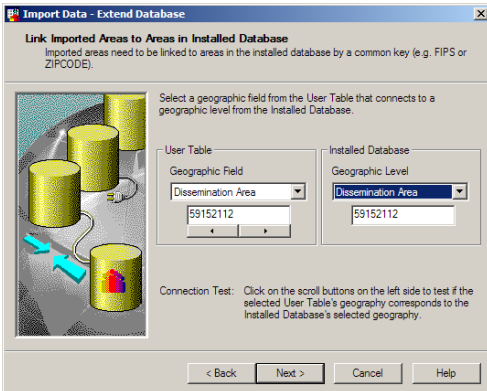 Import Data - Extend Database
Link Imported Areas to Areas in Installed Database
Imported areas need to be linked to areas in the installed database by a common key (e.g. FIPS or
ZIPCODE).
Select a geographic field from the User Table that connects to a
geographic level from the Installed Database.
User Table
Geographic Field
Dissemination Area
59152112
Installed Database
Geographic Level
Dissemination Area
59152112
Connection Test: Click on the scroll buttons on the left side to test if the
selected User Table's geography corresponds to the
Installed Database's selected geography.
< Back Next > Cancel Help